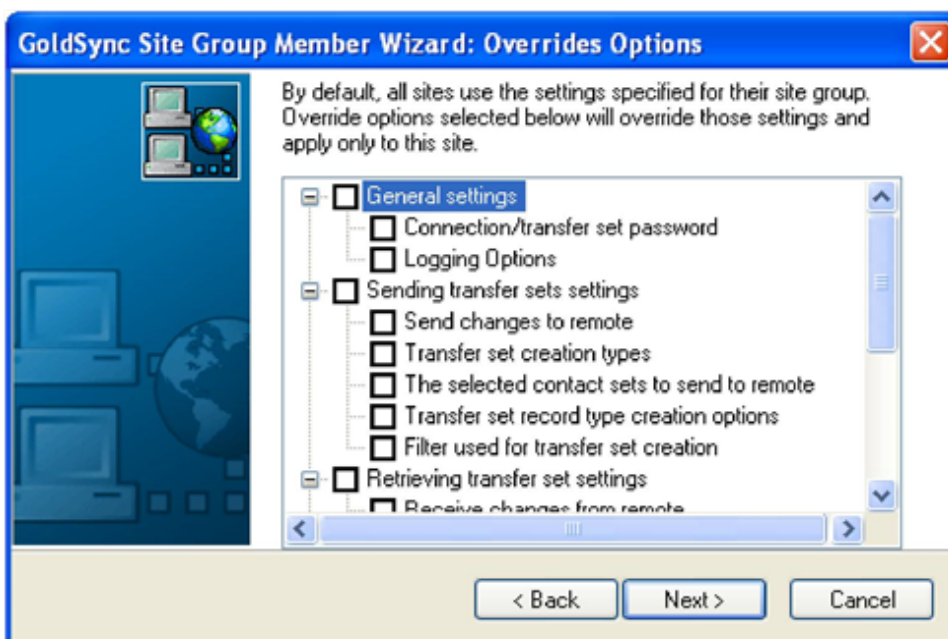 GoldSync Site Group Member Wizard: Overrides Options
By default, all sites use the settings specified for their site group.
Override options selected below will override those settings and
apply only to this site.
General settings
Connection/transfer set password
Logging Options
Sending transfer sets settings
Send changes to remote
Transfer set creation types
The selected contact sets to send to remote
Transfer set record type creation options
Filter used for transfer set creation
Retrieving transfer set settings
Receive changes from remote
< Back
Next >
Cancel